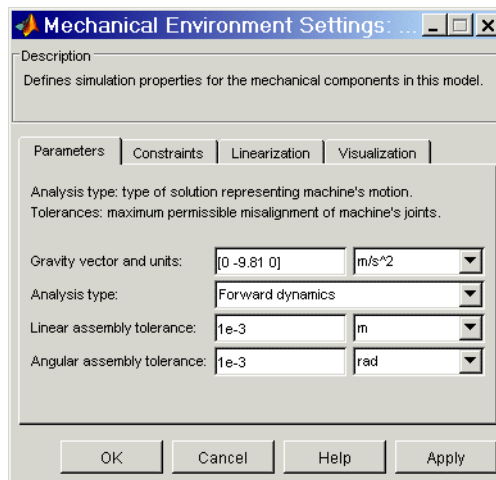 Mechanical Environment Settings: ...
Description
Defines simulation properties for the mechanical components in this model.
Parameters Constraints Linearization Visualization
Analysis type: type of solution representing machine's motion.
Tolerances: maximum permissible misalignment of machine's joints.
Gravity vector and units: [0 -9.81 0] m/s^2
Analysis type: Forward dynamics
Linear assembly tolerance: 1e-3 m
Angular assembly tolerance: 1e-3 rad
OK Cancel Help Apply